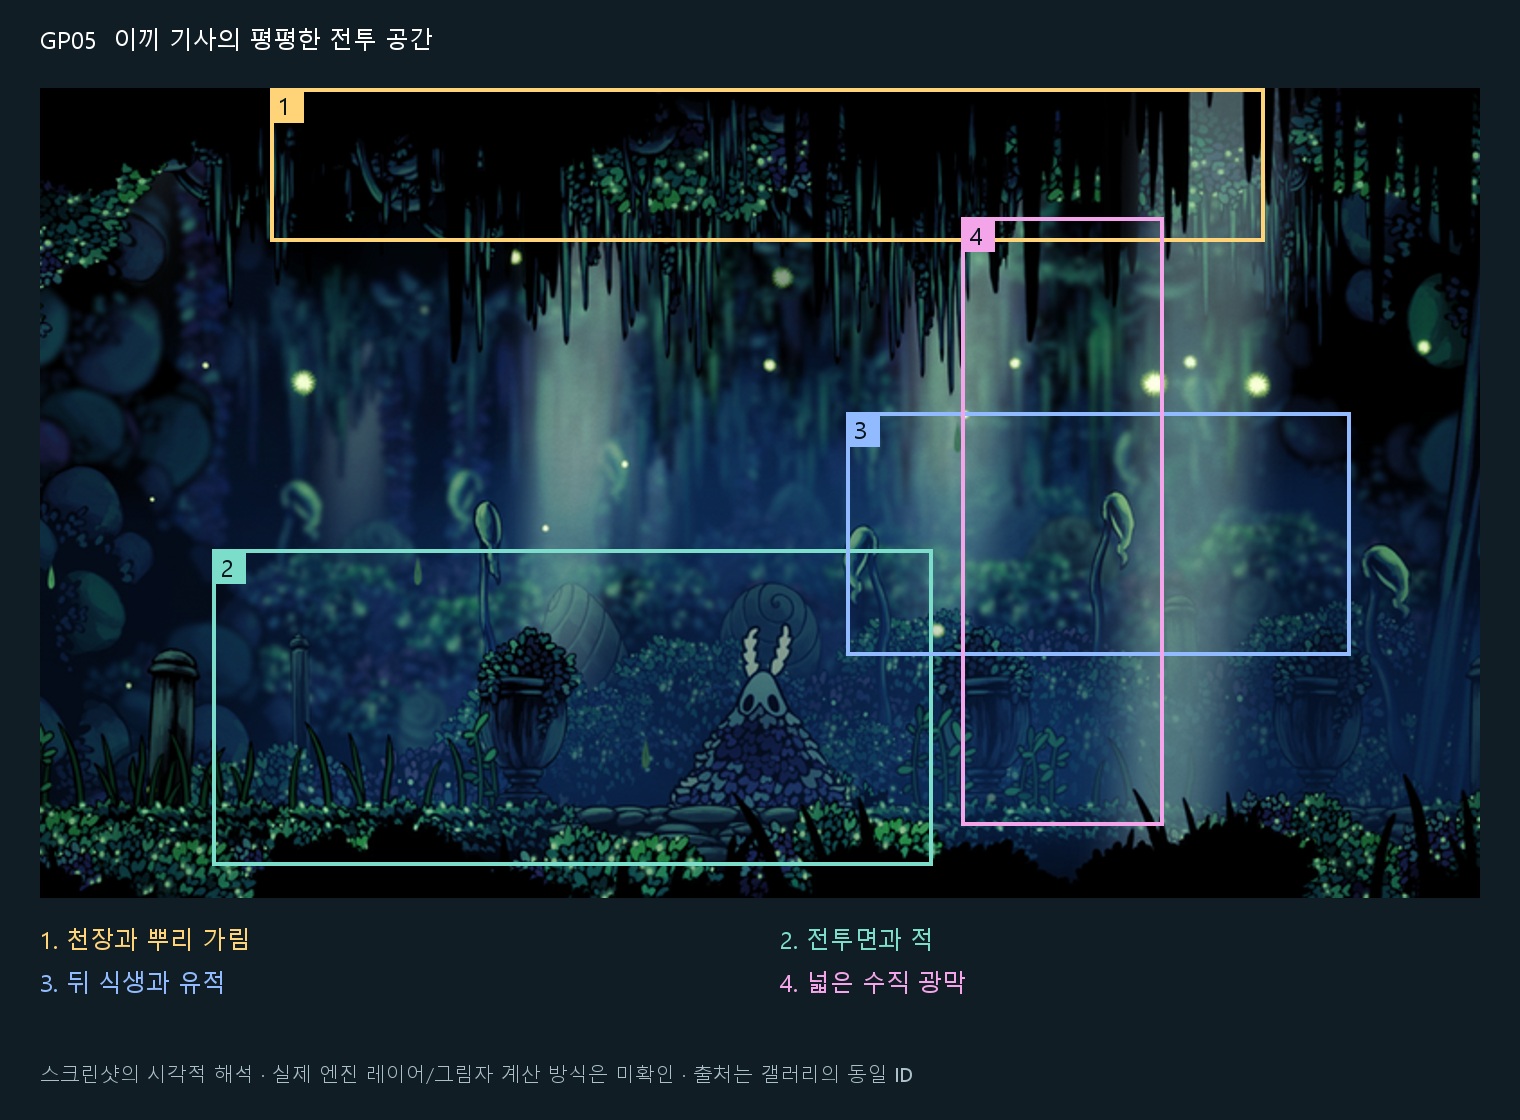 GP05 이끼 기사의 평평한 전투 공간
1
4
3
2
1. 천장과 뿌리 가림
2. 전투면과 적
3. 뒤 식생과 유적
4. 넓은 수직 광막
스크린샷의 시각적 해석 · 실제 엔진 레이어/그림자 계산 방식은 미확인 · 출처는 갤러리의 동일 ID